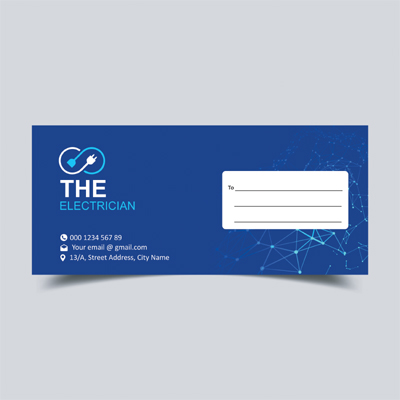 THE
ELECTRICIAN
To
000 1234 567 89
Your email @ gmail.com
13/A, Street Address, City Name